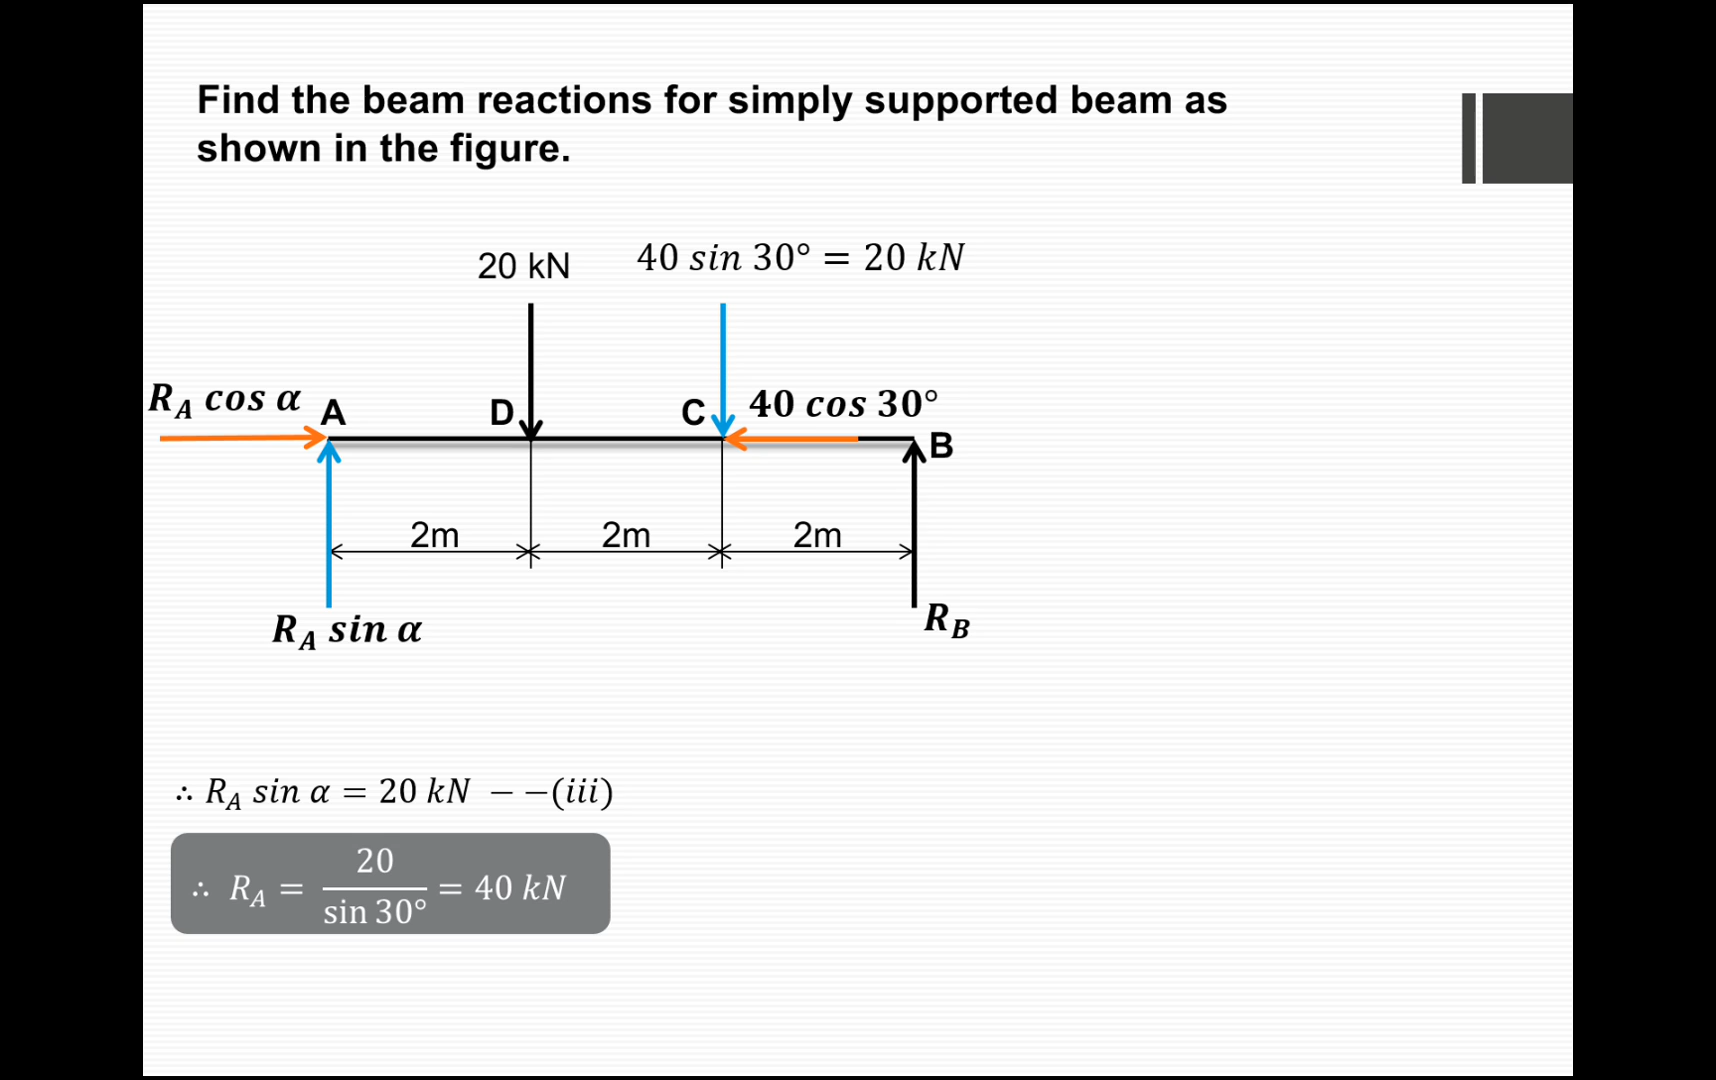 Find the beam reactions for simply supported beam as
shown in the figure.
20 kN
40 sin 30° = 20 kN
R_A cos α
A
D
C
40 cos 30°
B
2m
2m
2m
R_A sin α
R_B
∴ R_A sin α = 20 kN − −(iii)
∴ R_A = 20 / sin 30° = 40 kN